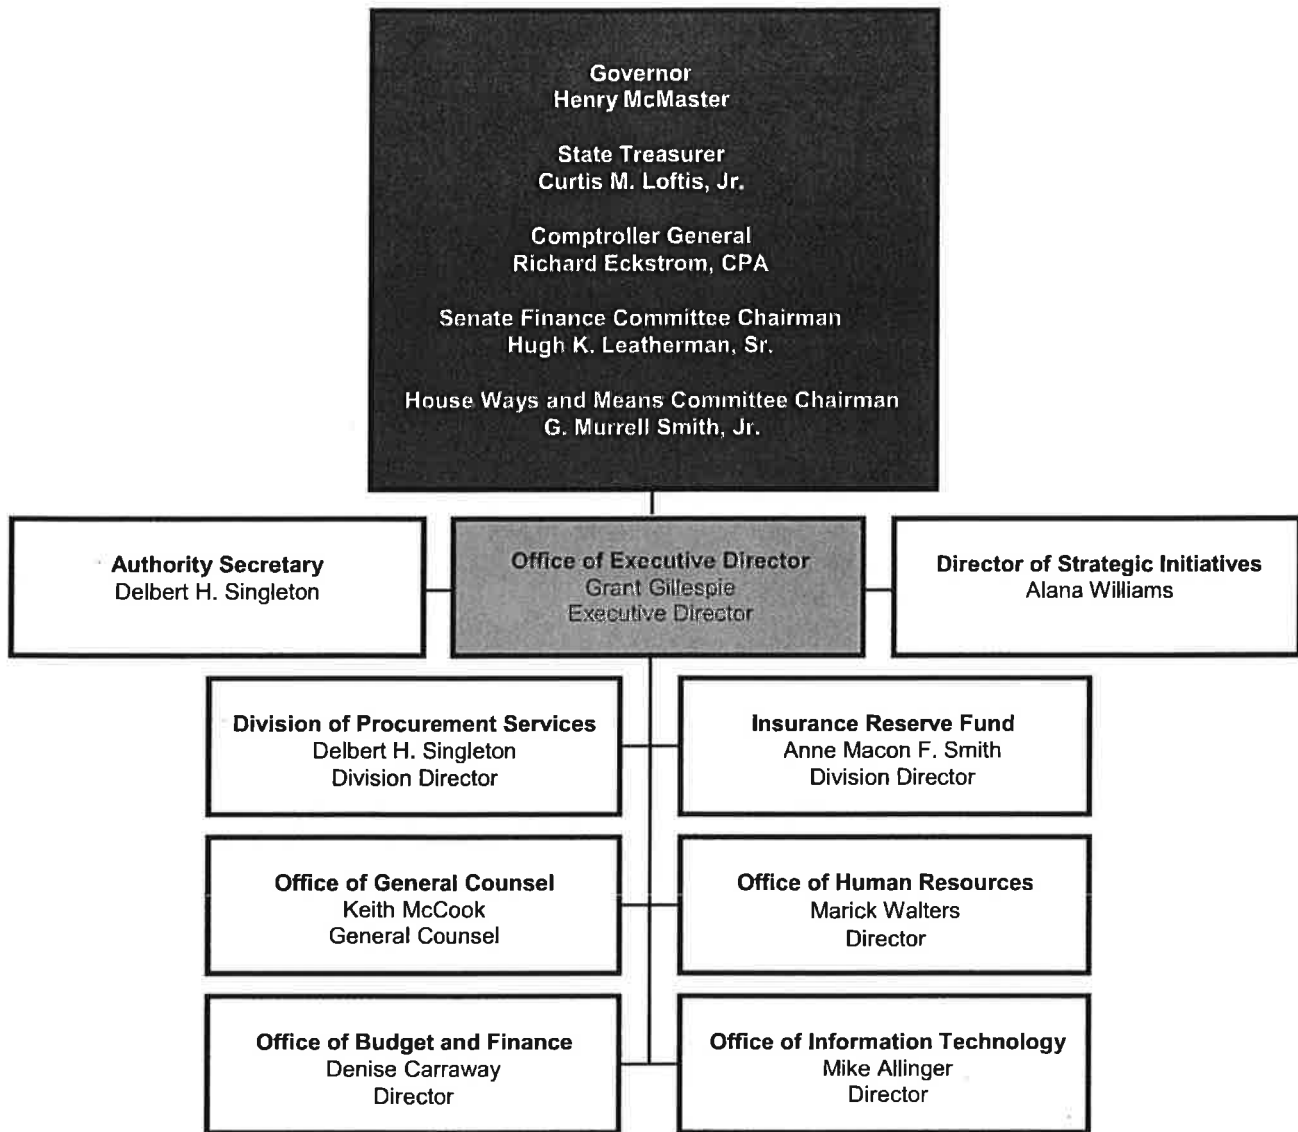 Governor
Henry McMaster
State Treasurer
Curtis M. Loftis, Jr.
Comptroller General
Richard Eckstrom, CPA
Senate Finance Committee Chairman
Hugh K. Leatherman, Sr.
House Ways and Means Committee Chairman
G. Murrell Smith, Jr.
Authority Secretary
Delbert H. Singleton
Office of Executive Director
Grant Gillespie
Executive Director
Director of Strategic Initiatives
Alana Williams
Division of Procurement Services
Delbert H. Singleton
Division Director
Insurance Reserve Fund
Anne Macon F. Smith
Division Director
Office of General Counsel
Keith McCook
General Counsel
Office of Human Resources
Marick Walters
Director
Office of Budget and Finance
Denise Carraway
Director
Office of Information Technology
Mike Allinger
Director